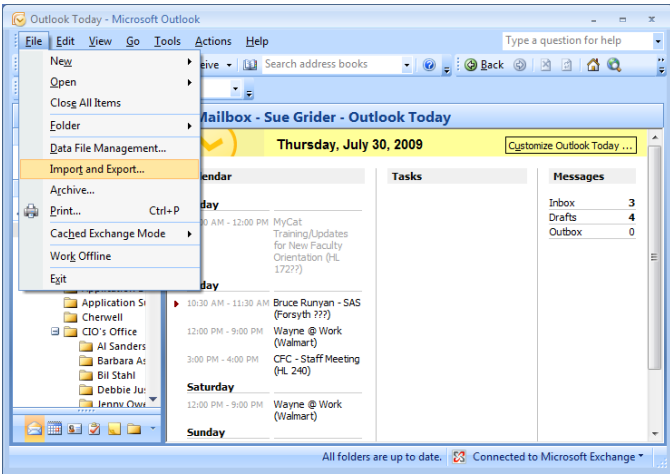 Outlook Today - Microsoft Outlook
File Edit View Go Tools Actions Help Type a question for help
Search address books Back
New
Open
Close All Items
Folder
Data File Management...
Import and Export...
Archive...
Print... Ctrl+P
Cached Exchange Mode
Work Offline
Exit
Mailbox - Sue Grider - Outlook Today
Thursday, July 30, 2009 Customize Outlook Today ...
Tasks Messages
Inbox 3
Drafts 4
Outbox 0
AM - 12:00 PM MyCat
Training/Updates
for New Faculty
Orientation (HL
172??)
10:30 AM - 11:30 AM Bruce Runyan - SAS
(Forsyth ???)
12:00 PM - 9:00 PM Wayne @ Work
(Walmart)
3:00 PM - 4:00 PM CFC - Staff Meeting
(HL 240)
Saturday
12:00 PM - 9:00 PM Wayne @ Work
(Walmart)
Sunday
Application
Cherwell
CIO's Office
Al Sanders
Barbara
Bil Stahl
Debbie
Jenny
All folders are up to date. Connected to Microsoft Exchange